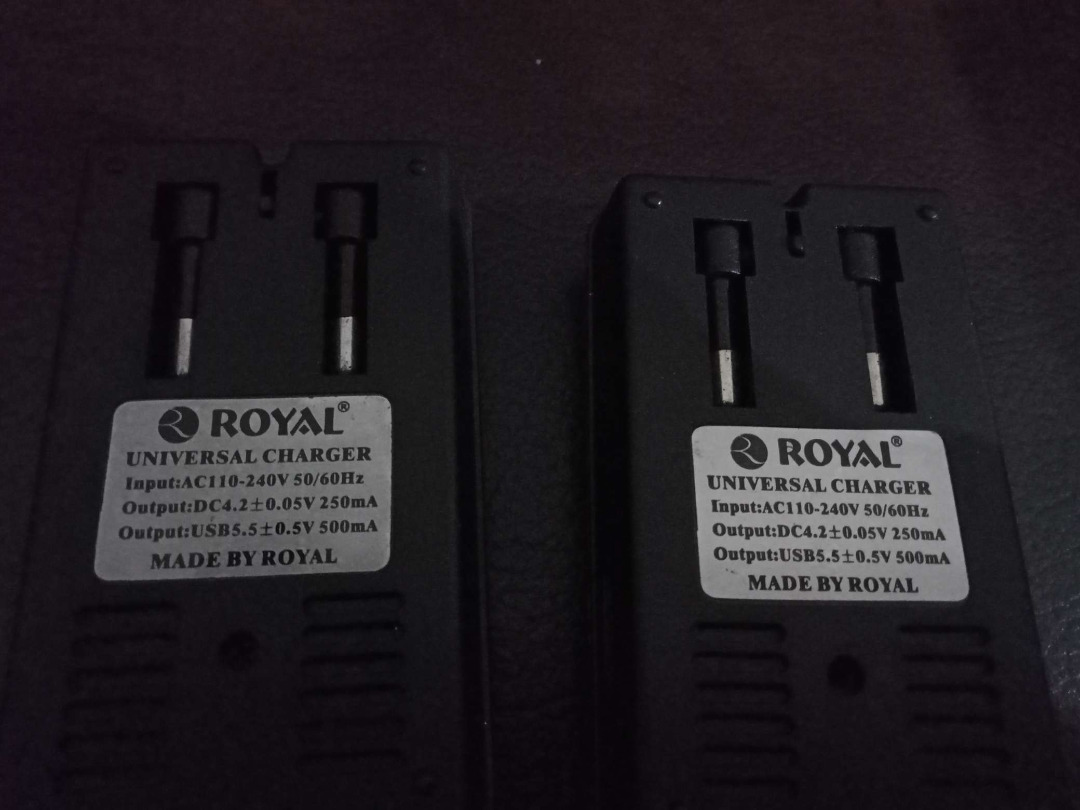 ROYAL®
UNIVERSAL CHARGER
Input:AC110-240V 50/60Hz
Output:DC4.2±0.05V 250mA
Output:USB5.5±0.5V 500mA
MADE BY ROYAL
ROYAL®
UNIVERSAL CHARGER
Input:AC110-240V 50/60Hz
Output:DC4.2±0.05V 250mA
Output:USB5.5±0.5V 500mA
MADE BY ROYAL